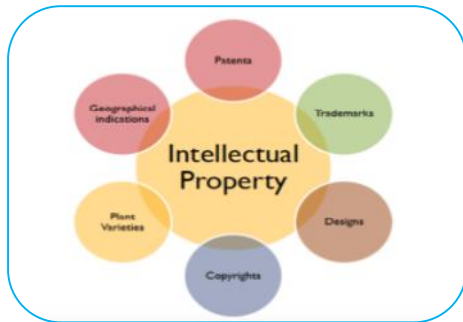 Patents
Geographical
indications
Trademarks
Intellectual
Property
Plant
Varieties
Designs
Copyrights